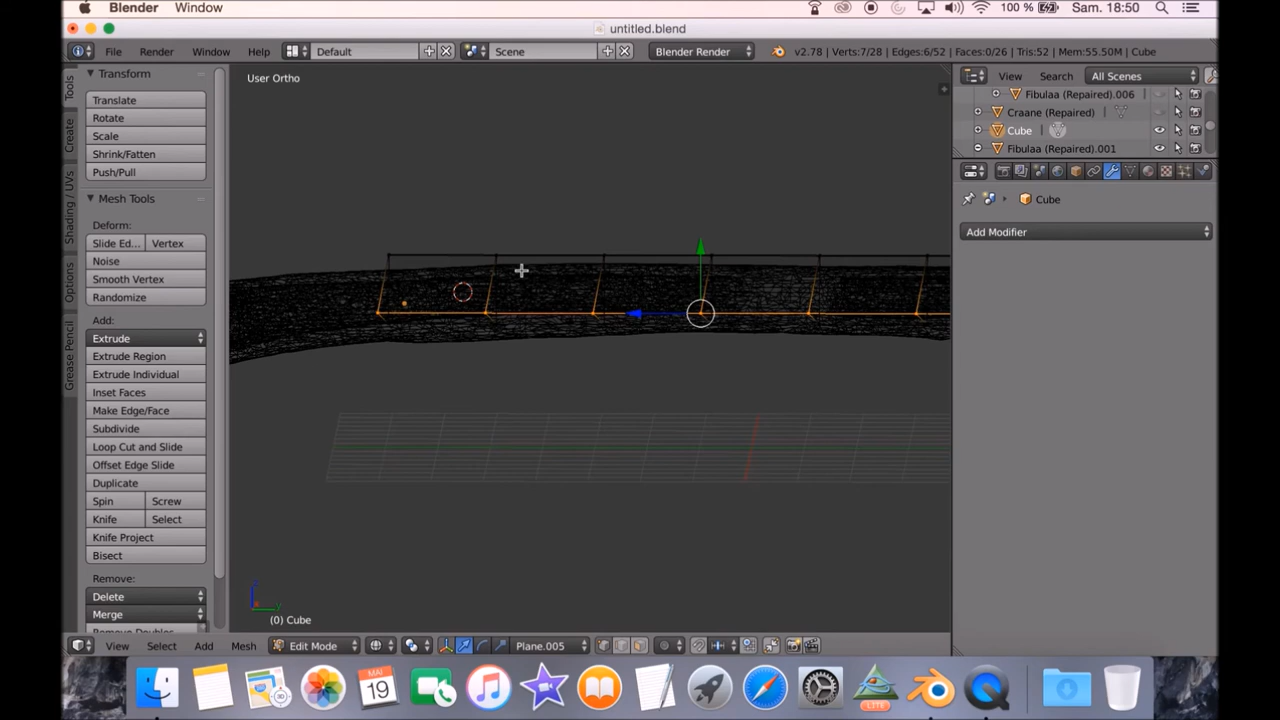 Blender Window 100 % Sam. 18:50
untitled.blend
File Render Window Help Default Scene Blender Render v2.78 | Verts:7/28 | Edges:6/52 | Faces:0/26 | Tris:52 | Mem:55.50M | Cube
Tools
Create
Shading / UVs
Options
Grease Pencil
Transform
Translate
Rotate
Scale
Shrink/Fatten
Push/Pull
Mesh Tools
Deform:
Slide Ed... Vertex
Noise
Smooth Vertex
Randomize
Add:
Extrude
Extrude Region
Extrude Individual
Inset Faces
Make Edge/Face
Subdivide
Loop Cut and Slide
Offset Edge Slide
Duplicate
Spin Screw
Knife Select
Knife Project
Bisect
Remove:
Delete
Merge
Remove Doubles
User Ortho
(0) Cube
View Select Add Mesh Edit Mode Plane.005
View Search All Scenes
Fibulaa (Repaired).006
Craane (Repaired)
Cube
Fibulaa (Repaired).001
Cube
Add Modifier
MAI
19
LITE